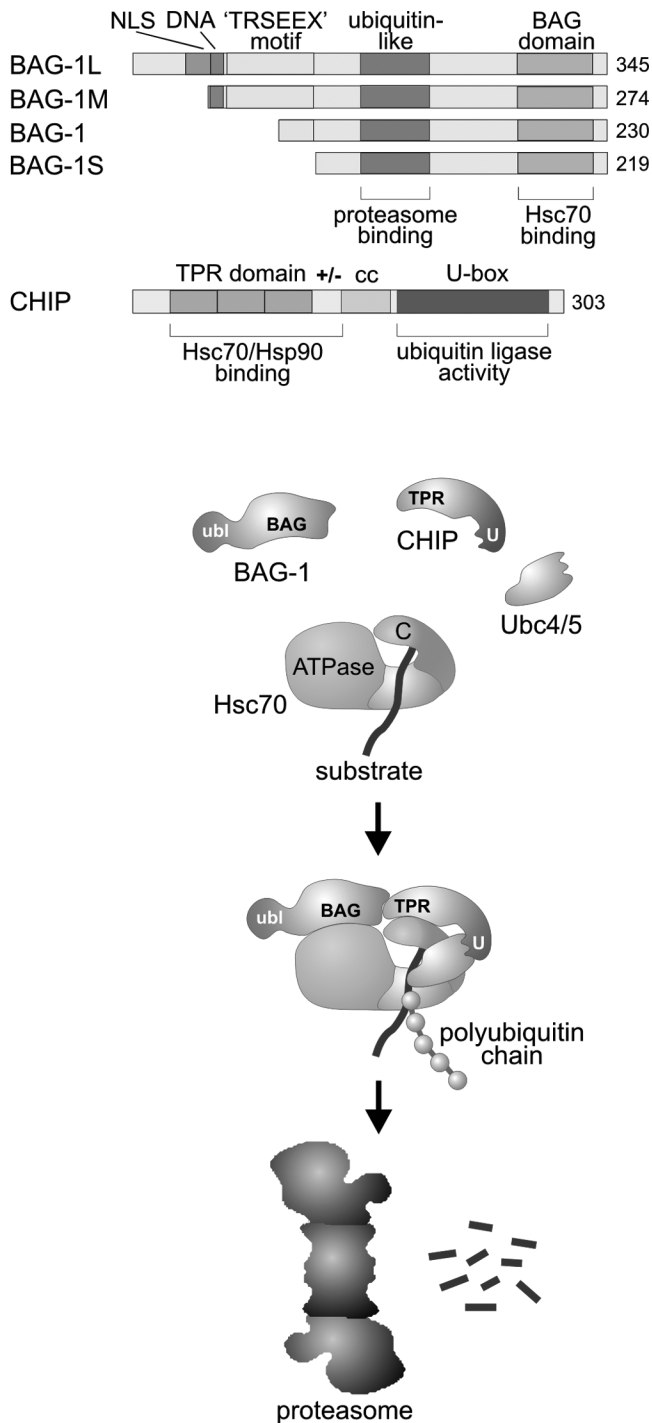 NLS DNA 'TRSEEX' motif ubiquitin-like BAG domain
BAG-1L 345
BAG-1M 274
BAG-1 230
BAG-1S 219
proteasome binding Hsc70 binding
TPR domain +/- cc U-box
CHIP 303
Hsc70/Hsp90 binding ubiquitin ligase activity
ubl BAG
BAG-1
TPR
U
CHIP
Ubc4/5
C
ATPase
Hsc70
substrate
ubl BAG TPR
U
polyubiquitin
chain
proteasome